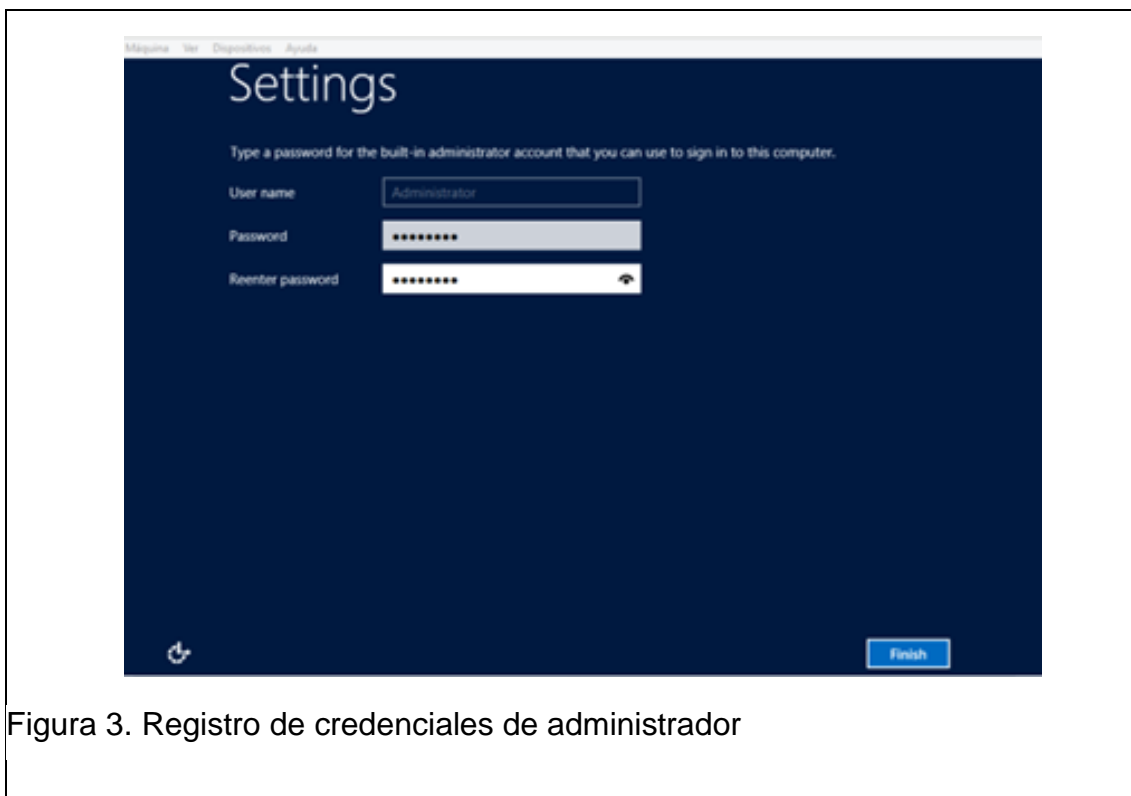 Máquina Ver Dispositivos Ayuda
Settings
Type a password for the built-in administrator account that you can use to sign in to this computer.
User name Administrator
Password ••••••••
Reenter password ••••••••
Finish
Figura 3. Registro de credenciales de administrador